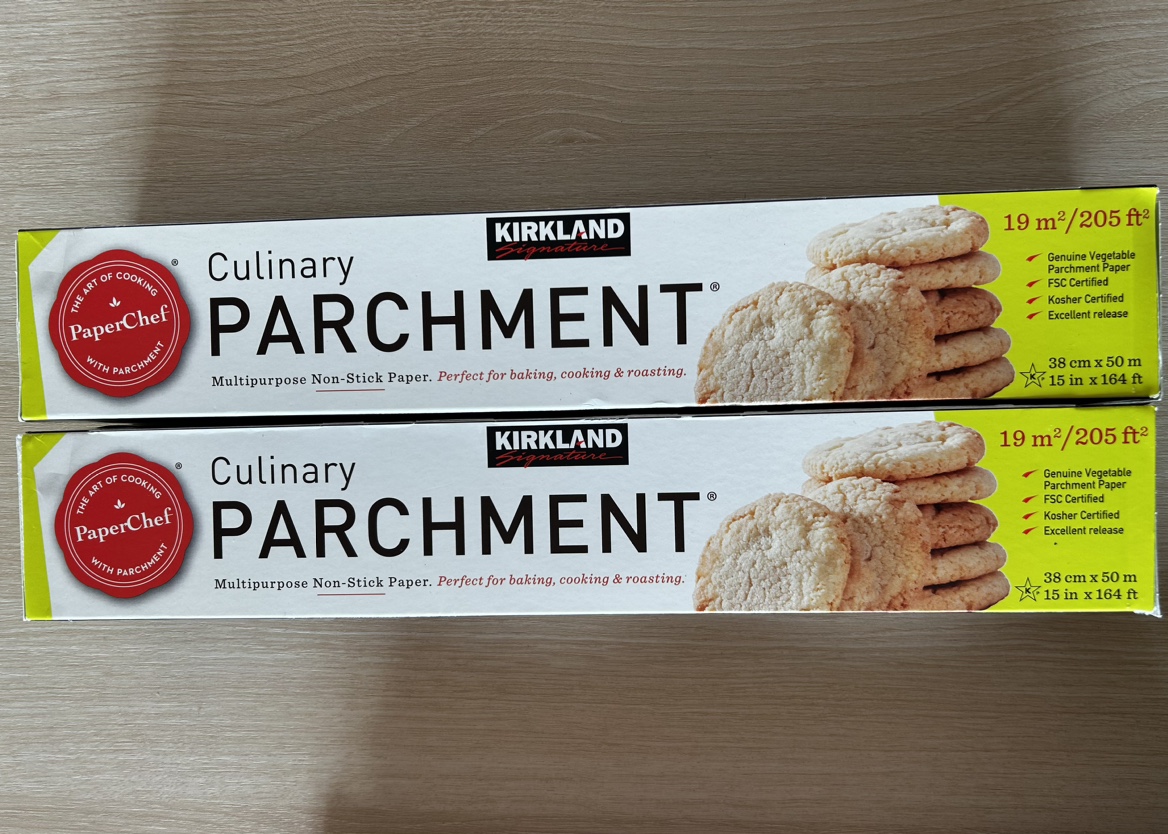 KIRKLAND
Signature
19 m²/205 ft²
THE ART OF COOKING
PaperChef
WITH PARCHMENT
®
Culinary
PARCHMENT®
Multipurpose Non-Stick Paper. Perfect for baking, cooking & roasting.
Genuine Vegetable
Parchment Paper
FSC Certified
Kosher Certified
Excellent release
K
38 cm x 50 m
15 in x 164 ft
KIRKLAND
Signature
19 m²/205 ft²
THE ART OF COOKING
PaperChef
WITH PARCHMENT
®
Culinary
PARCHMENT®
Multipurpose Non-Stick Paper. Perfect for baking, cooking & roasting.
Genuine Vegetable
Parchment Paper
FSC Certified
Kosher Certified
Excellent release
K
38 cm x 50 m
15 in x 164 ft